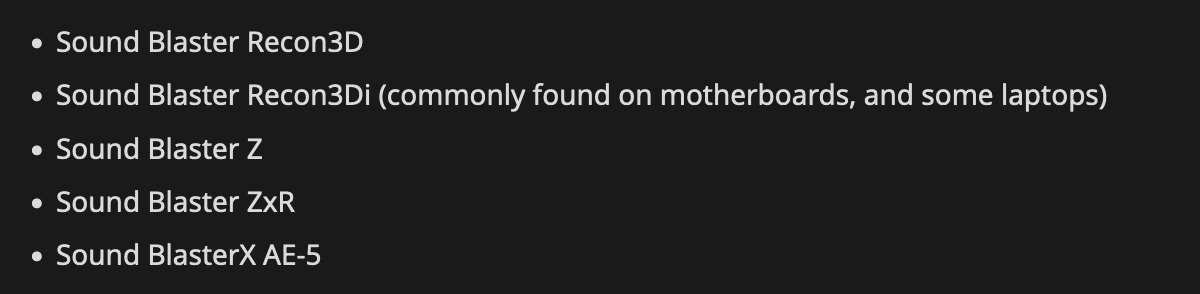 • Sound Blaster Recon3D
• Sound Blaster Recon3Di (commonly found on motherboards, and some laptops)
• Sound Blaster Z
• Sound Blaster ZxR
• Sound BlasterX AE-5